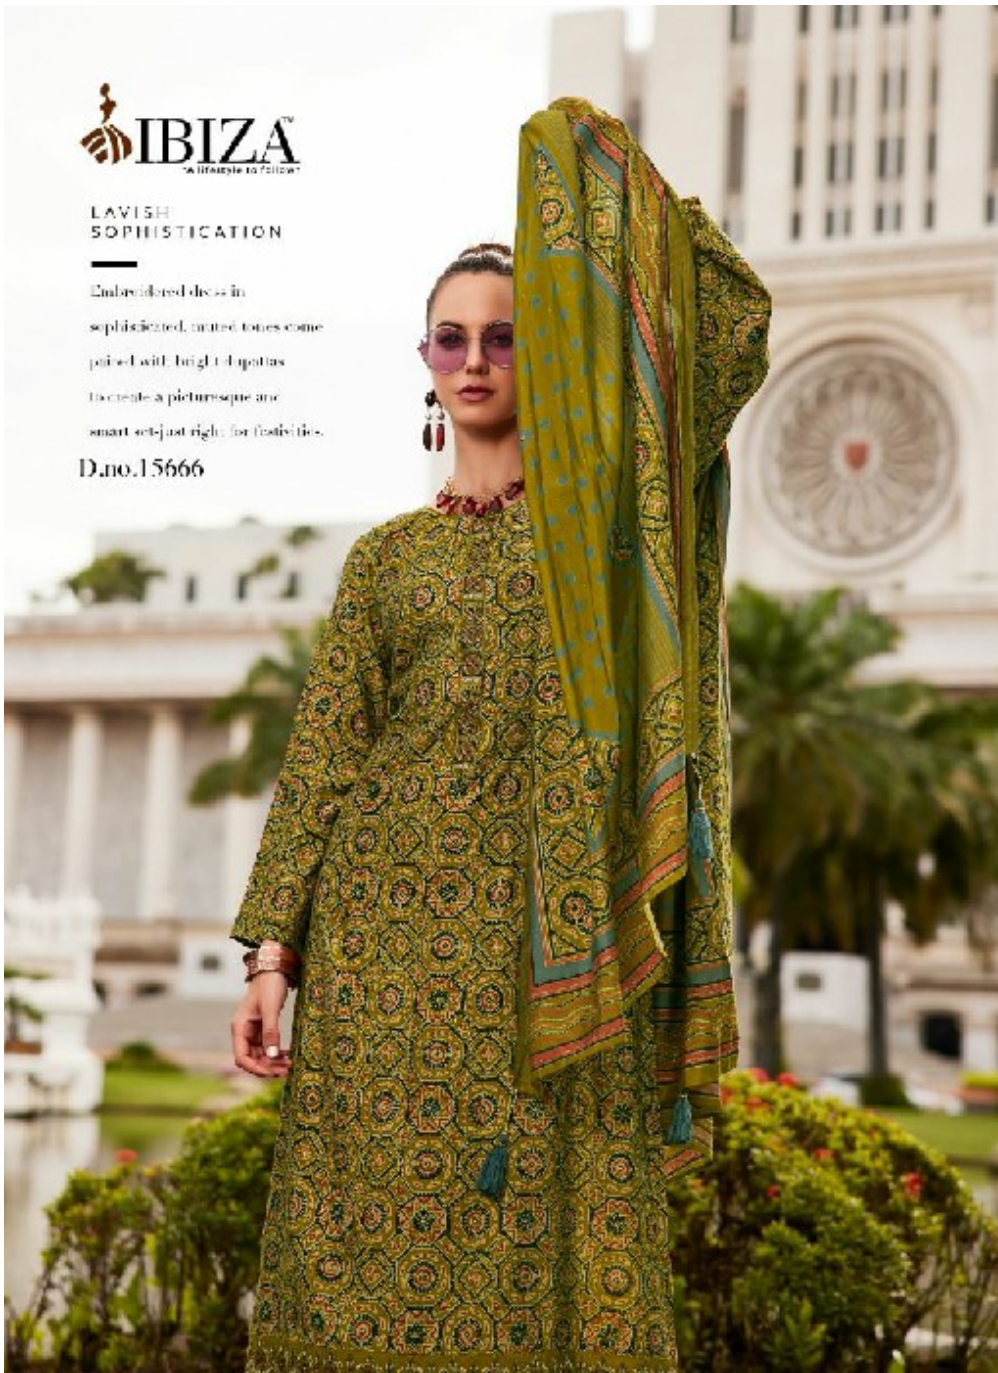 IBIZA™
a lifestyle to follow
LAVISH
SOPHISTICATION
Embroidered dress in
sophisticated, muted tones come
paired with bright dupattas
to create a picturesque and
smart set-just right for festivities.
D.no.15666